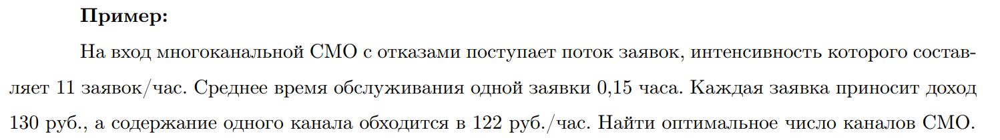 Пример:
На вход многоканальной СМО с отказами поступает поток заявок, интенсивность которого состав-
ляет 11 заявок/час. Среднее время обслуживания одной заявки 0,15 часа. Каждая заявка приносит доход
130 руб., а содержание одного канала обходится в 122 руб./час. Найти оптимальное число каналов СМО.